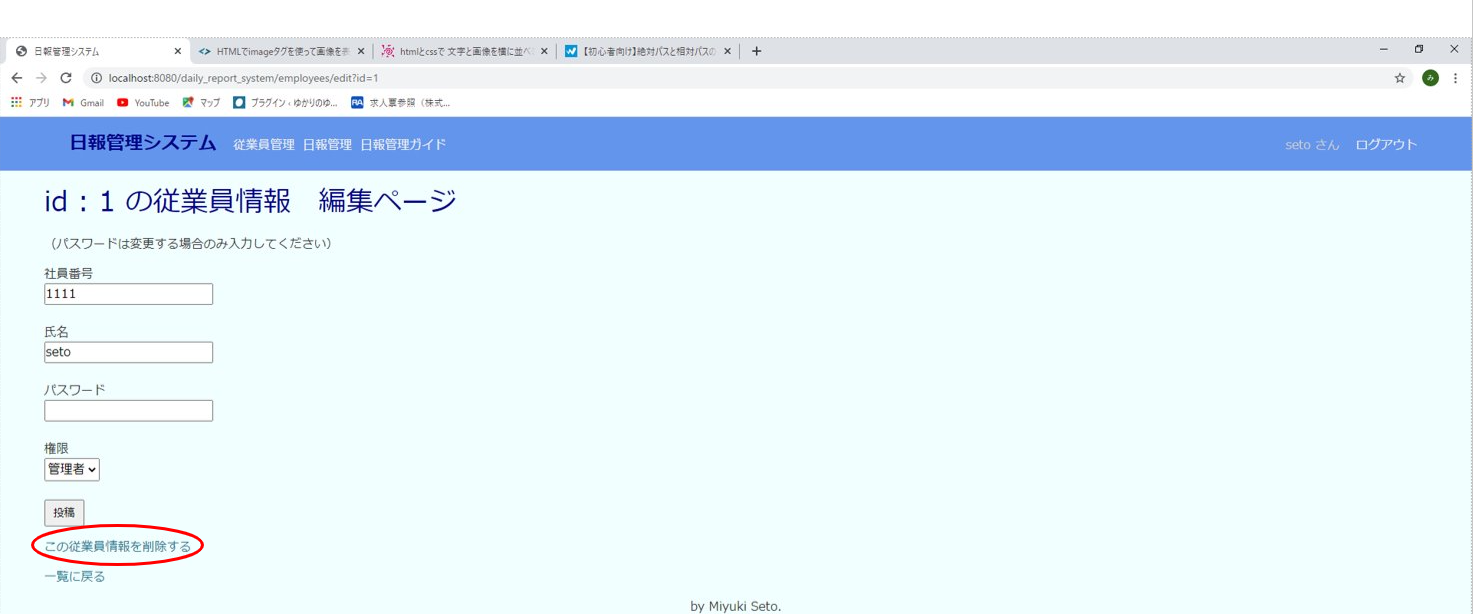 日報管理システム
HTMLでimageタグを使って画像を表
htmlとcssで 文字と画像を横に並べ
【初心者向け】絶対パスと相対パスの
localhost:8080/daily_report_system/employees/edit?id=1
み
アプリ Gmail YouTube マップ プラグイン ‹ ゆかりのゆ... RA 求人票参照（株式...
日報管理システム 従業員管理 日報管理 日報管理ガイド seto さん ログアウト
id : 1 の従業員情報　編集ページ
（パスワードは変更する場合のみ入力してください）
社員番号
1111
氏名
seto
パスワード
権限
管理者
投稿
この従業員情報を削除する
一覧に戻る
by Miyuki Seto.